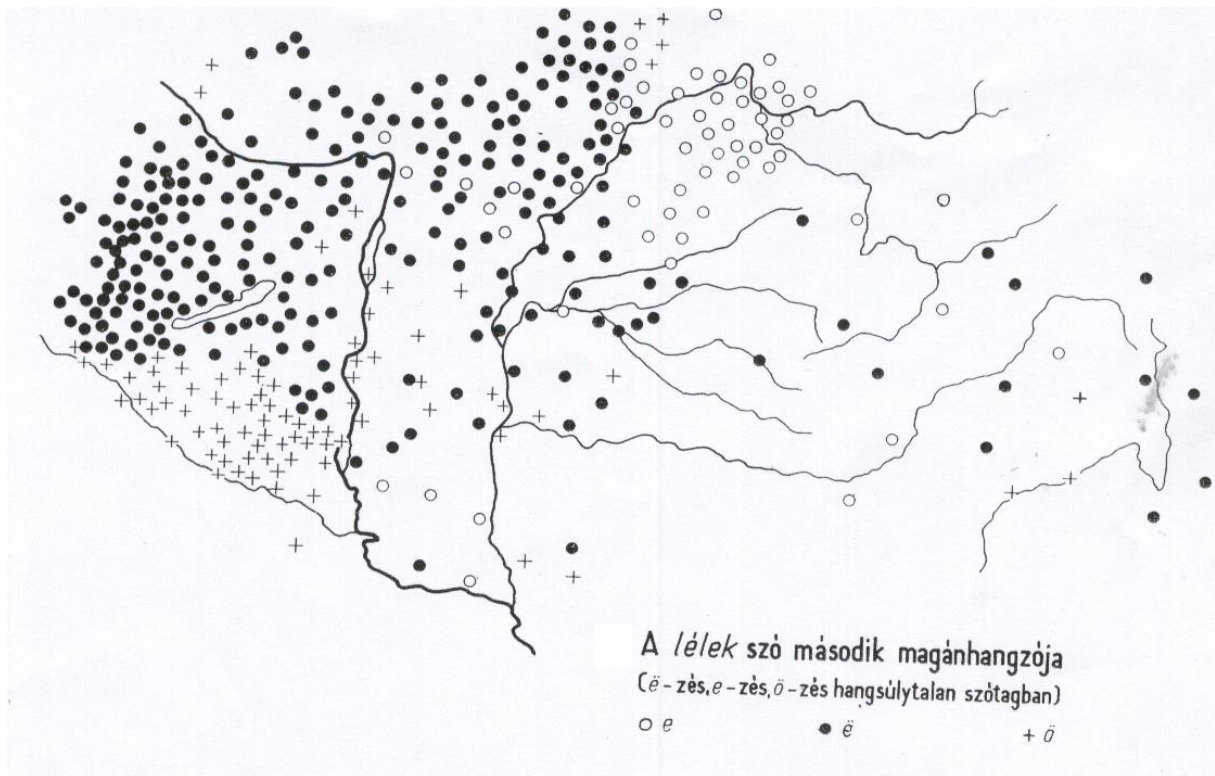 A lélek szó második magánhangzója
(ë-zés, e-zés, ö-zés hangsúlytalan szótagban)
○ e ● ë + ö